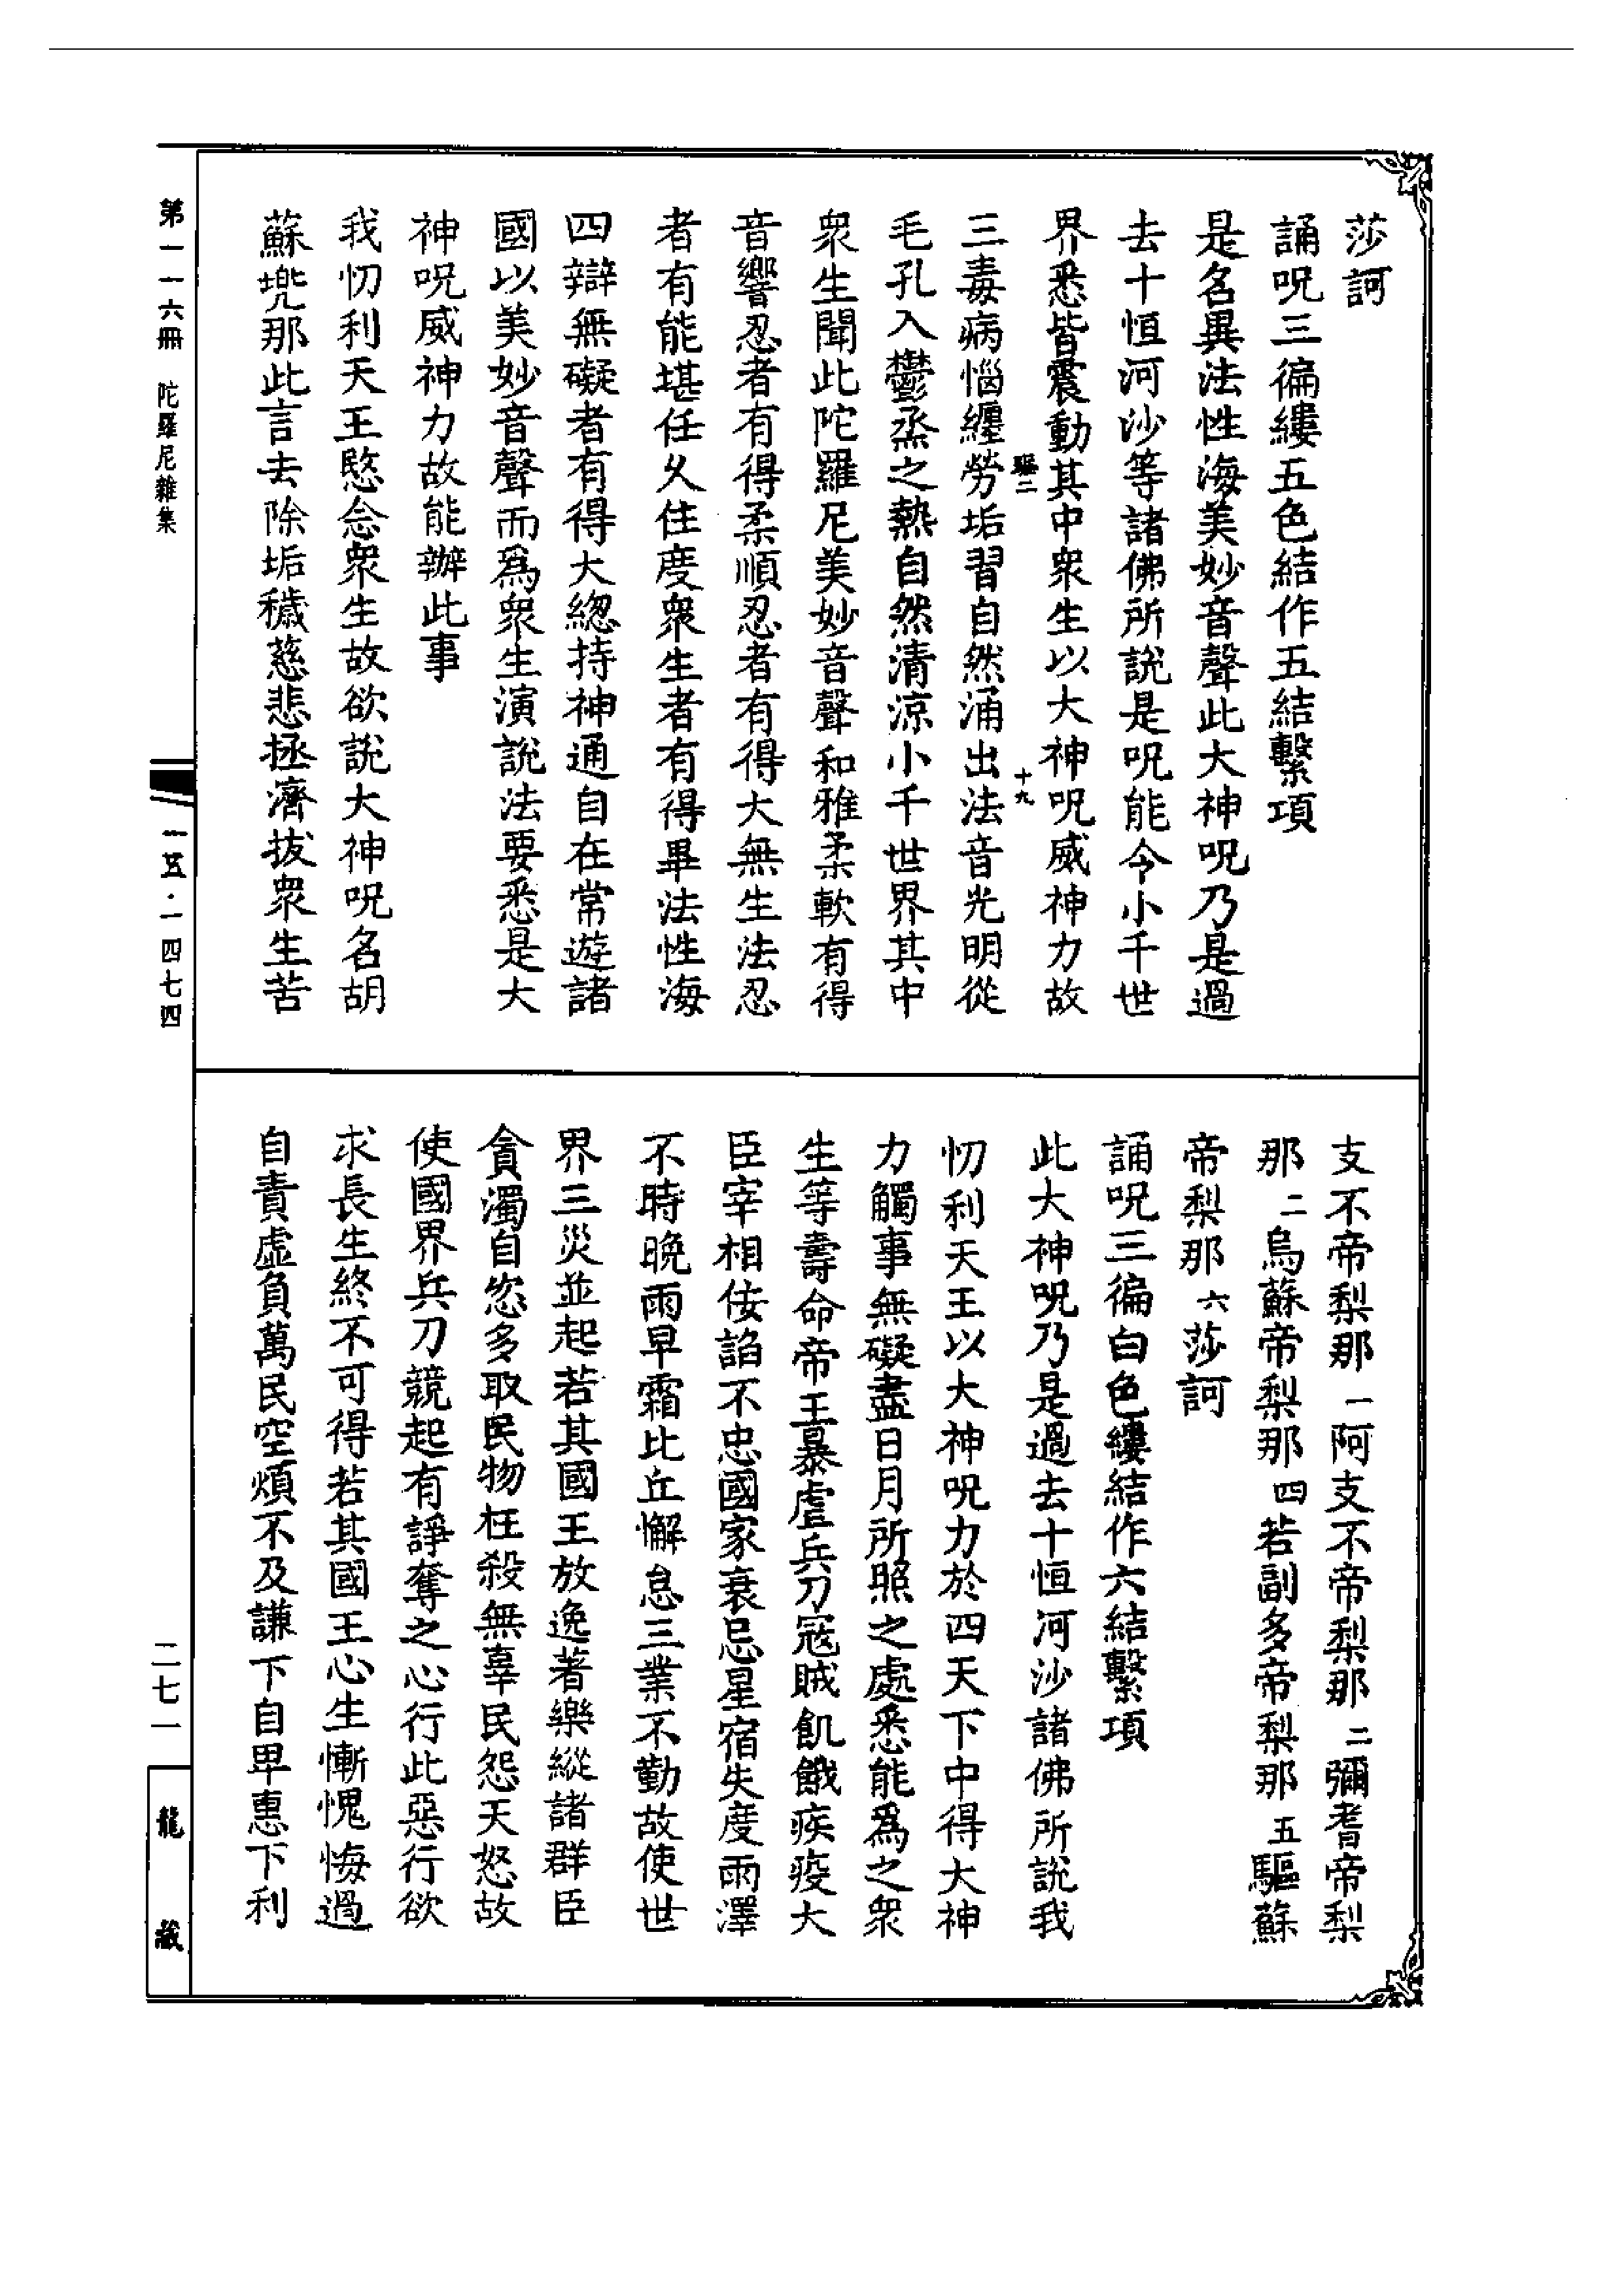 莎訶
誦呪三徧縷五色結作五結繫項
是名異法性海美妙音聲此大神呪乃是過
去十恒河沙等諸佛所說是呪能令小千世
界悉皆震動其中衆生以大神呪威神力故
三毒病惱纏勞垢習自然涌出法音光明從
毛孔入鬱烝之熱自然清涼小千世界其中
衆生聞此陀羅尼美妙音聲和雅柔軟有得
音響忍者有得柔順忍者有得大無生法忍
者有能堪任久住度衆生者有得畢法性海
四辯無礙者有得大緫持神通自在常遊諸
國以美妙音聲而爲衆生演說法要悉是大
神呪威神力故能辦此事
我忉利天王愍念衆生故欲說大神呪名胡
蘇兠那此言去除垢穢慈悲拯濟拔衆生苦
支不帝梨那一阿支不帝梨那二彌耆帝梨
那二烏蘇帝梨那四若副多帝梨那五驅蘇
帝梨那六莎訶
誦呪三徧白色縷結作六結繫項
此大神呪乃是過去十恒河沙諸佛所說我
忉利天王以大神呪力於四天下中得大神
力觸事無礙盡日月所照之處悉能爲之衆
生等壽命帝王暴虐兵刀寇賊飢餓疾疫大
臣宰相佞諂不忠國家衰忌星宿失度雨澤
不時晚雨早霜比丘懈怠三業不勤故使世
界三災並起若其國王放逸著樂縱諸群臣
貪濁自恣多取民物枉殺無辜民怨天怒故
使國界兵刀競起有諍奪之心行此惡行欲
求長生終不可得若其國王心生慚愧悔過
自責虛負萬民空煩不及謙下自卑惠下利
驅二
十九
第一一六冊 陀羅尼雜集
一五·一四七四
二七一
龍藏